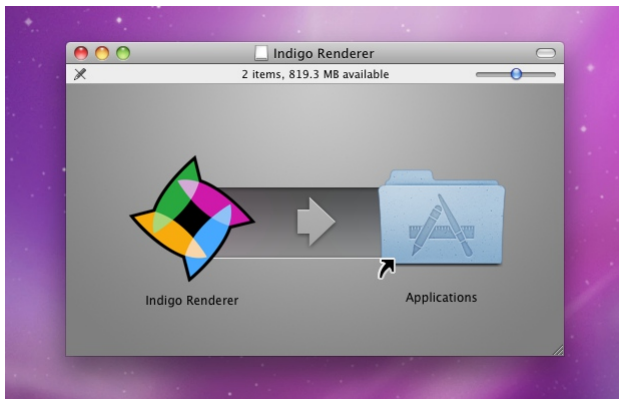 Indigo Renderer
2 items, 819.3 MB available
Indigo Renderer
Applications